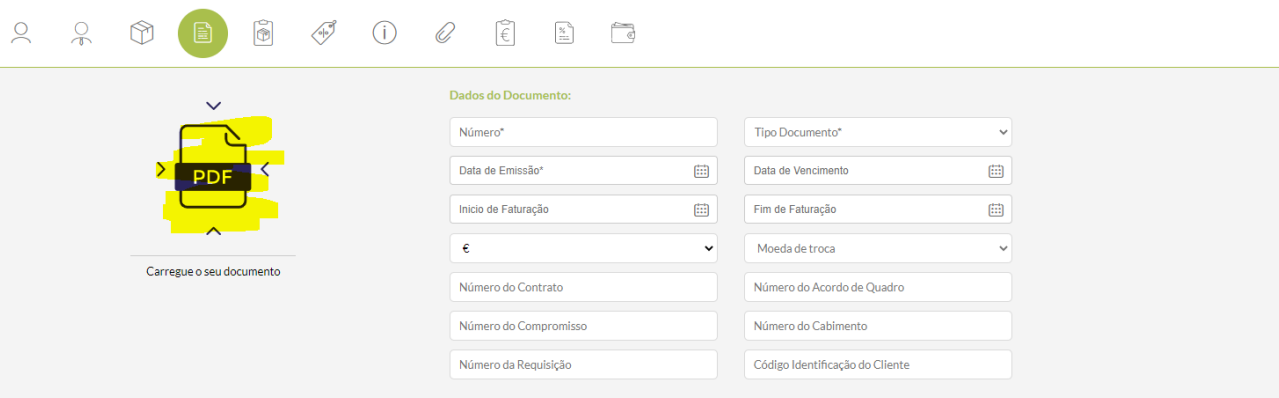 Dados do Documento:
Número* Tipo Documento*
PDF
Data de Emissão* Data de Vencimento
Inicio de Faturação Fim de Faturação
€ Moeda de troca
Carregue o seu documento
Número do Contrato Número do Acordo de Quadro
Número do Compromisso Número do Cabimento
Número da Requisição Código Identificação do Cliente